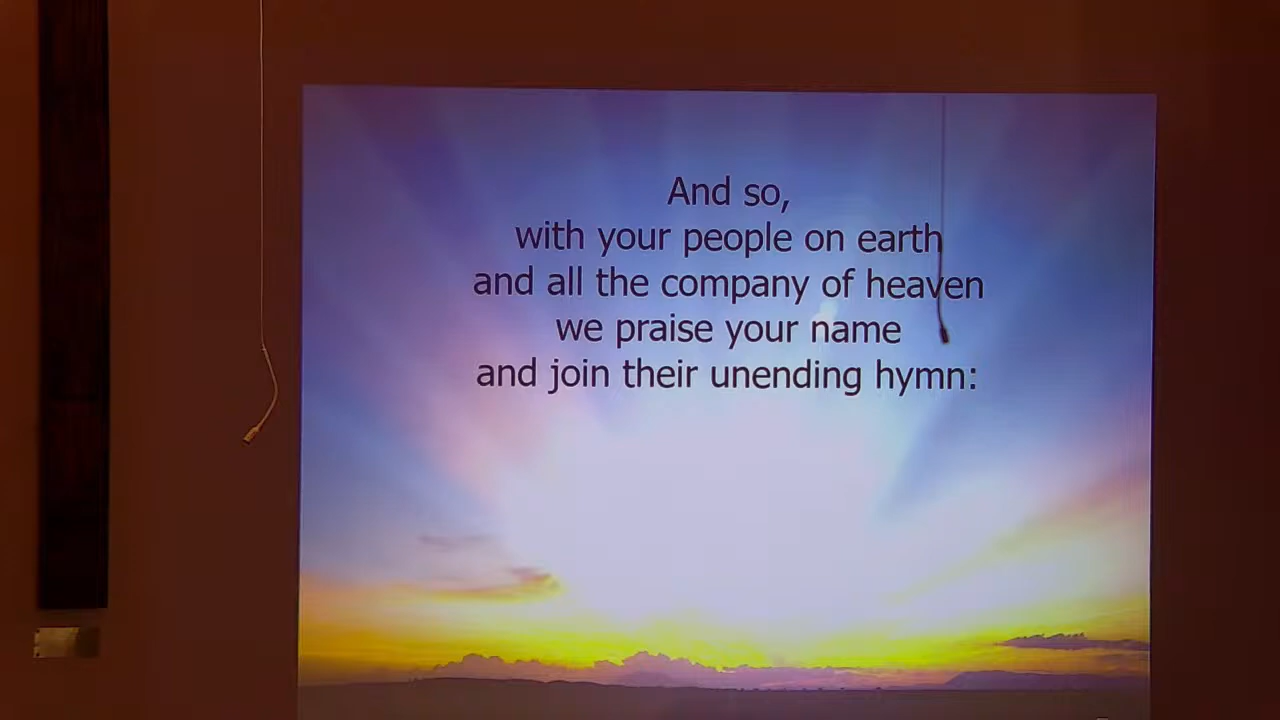 And so,
with your people on earth
and all the company of heaven
we praise your name
and join their unending hymn: